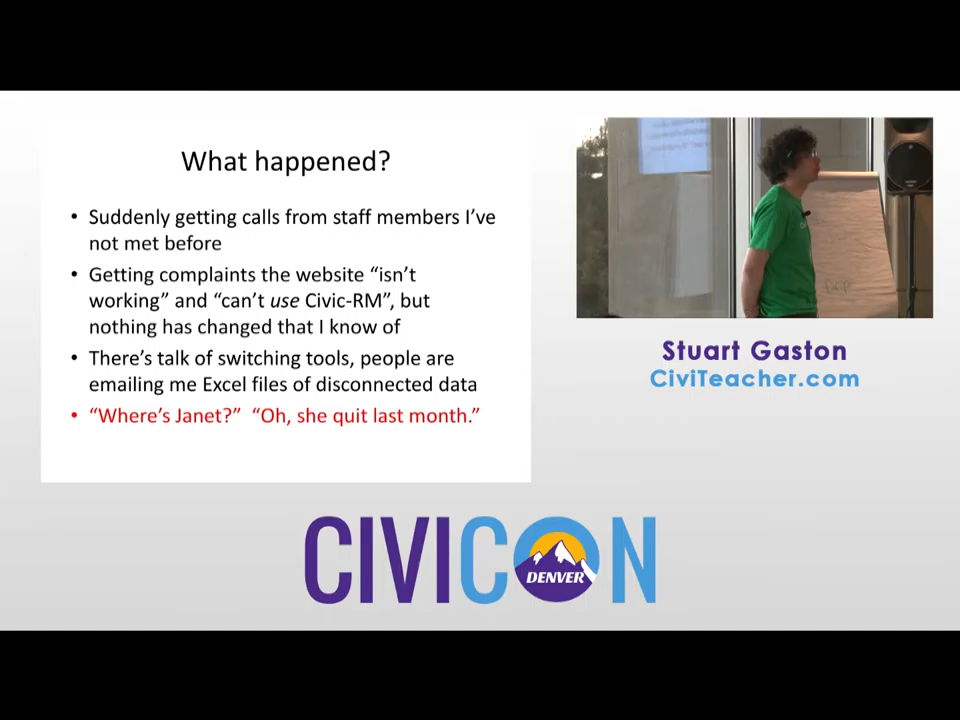 What happened?
• Suddenly getting calls from staff members I’ve
not met before
• Getting complaints the website “isn’t
working” and “can’t use Civic-RM”, but
nothing has changed that I know of
• There’s talk of switching tools, people are
emailing me Excel files of disconnected data
• “Where’s Janet?” “Oh, she quit last month.”
Stuart Gaston
CiviTeacher.com
CIVICON
DENVER